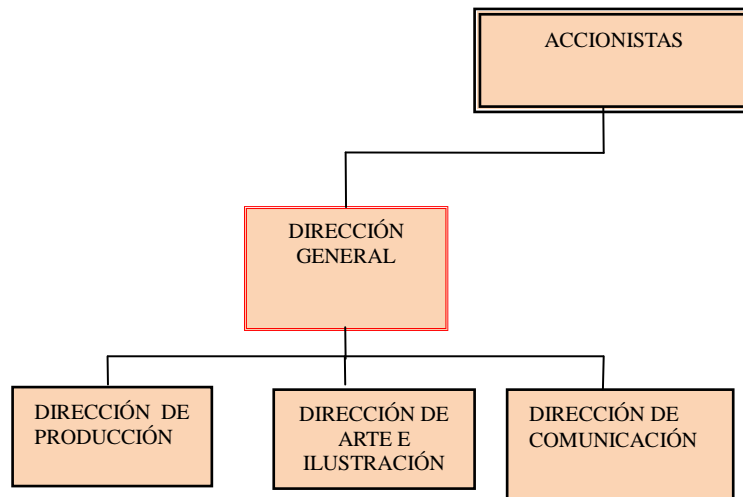 ACCIONISTAS
DIRECCIÓN
GENERAL
DIRECCIÓN DE
PRODUCCIÓN
DIRECCIÓN DE
ARTE E
ILUSTRACIÓN
DIRECCIÓN DE
COMUNICACIÓN